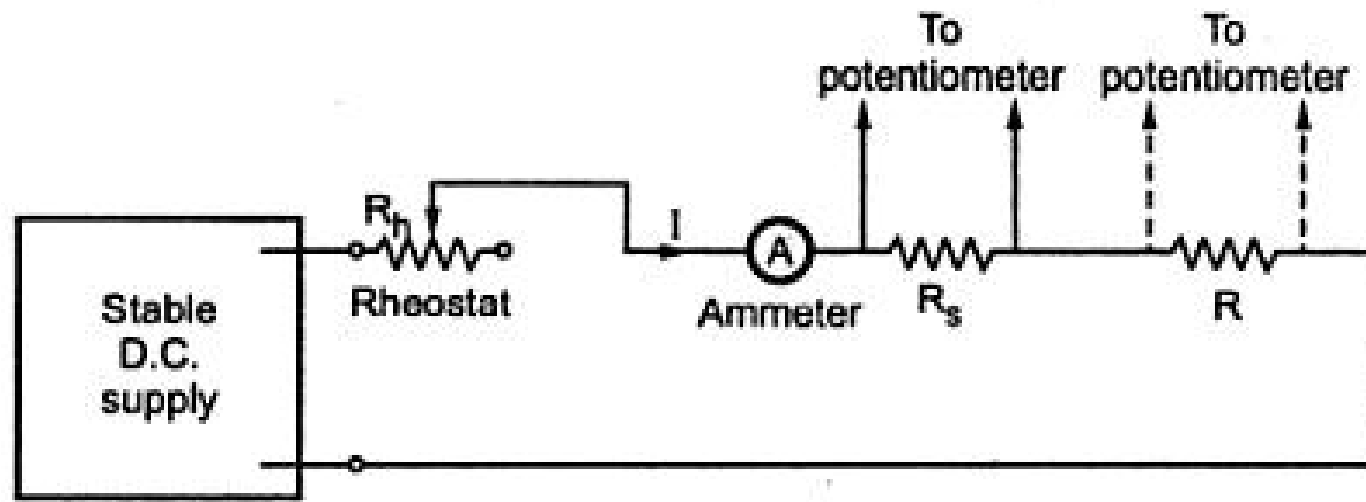 To
potentiometer
To
potentiometer
Rh
I
A
Rheostat
Ammeter
Rs
R
Stable
D.C.
supply